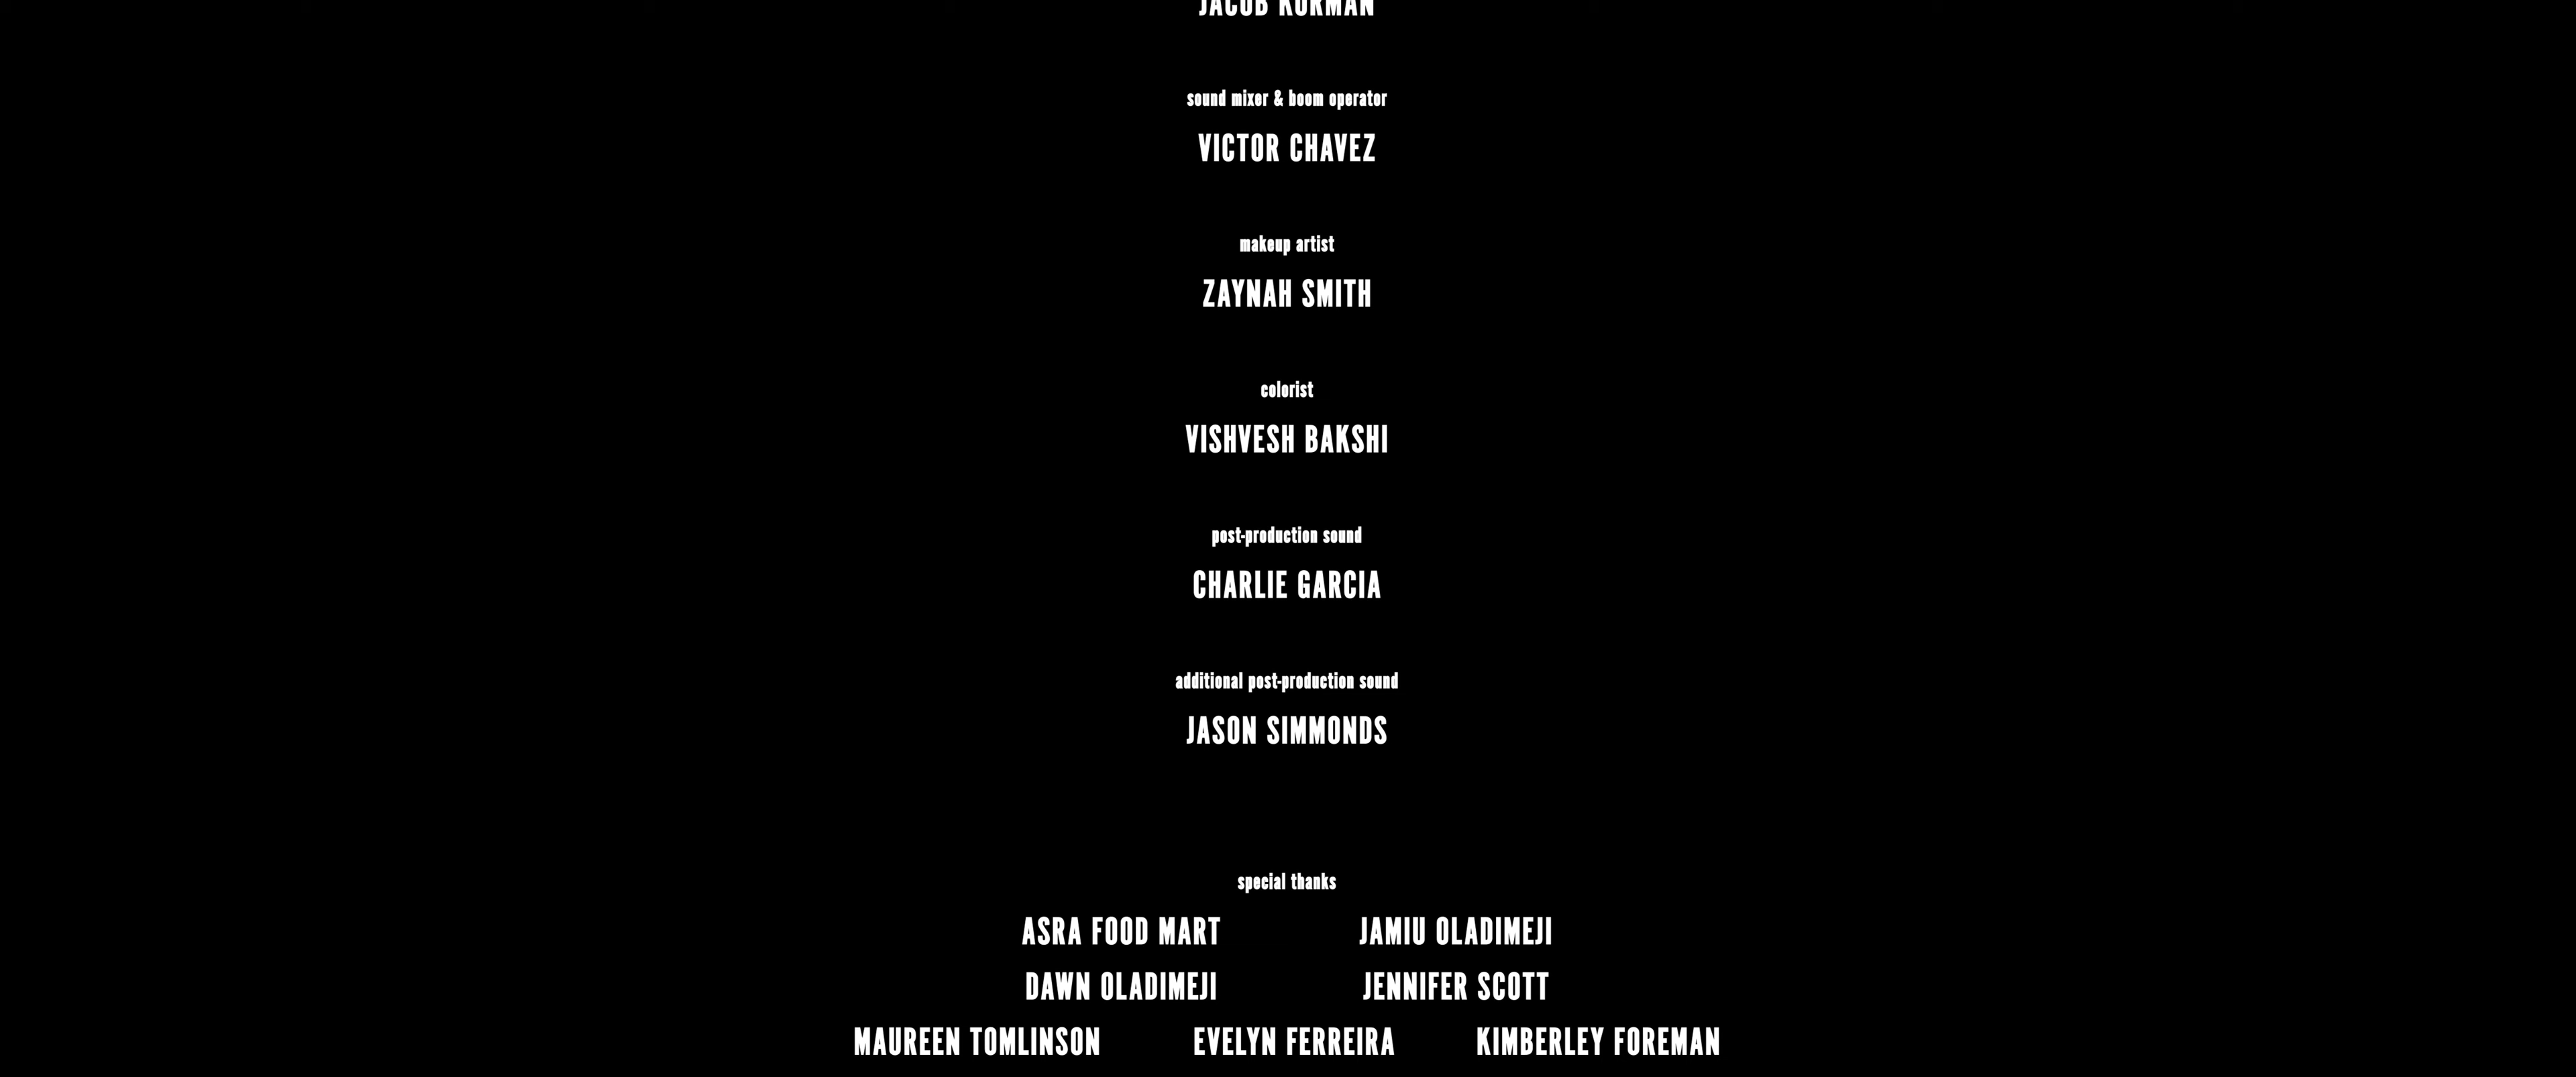 JACOB KORMAN
sound mixer & boom operator
VICTOR CHAVEZ
makeup artist
ZAYNAH SMITH
colorist
VISHVESH BAKSHI
post-production sound
CHARLIE GARCIA
additional post-production sound
JASON SIMMONDS
special thanks
ASRA FOOD MART JAMIU OLADIMEJI
DAWN OLADIMEJI JENNIFER SCOTT
MAUREEN TOMLINSON EVELYN FERREIRA KIMBERLEY FOREMAN